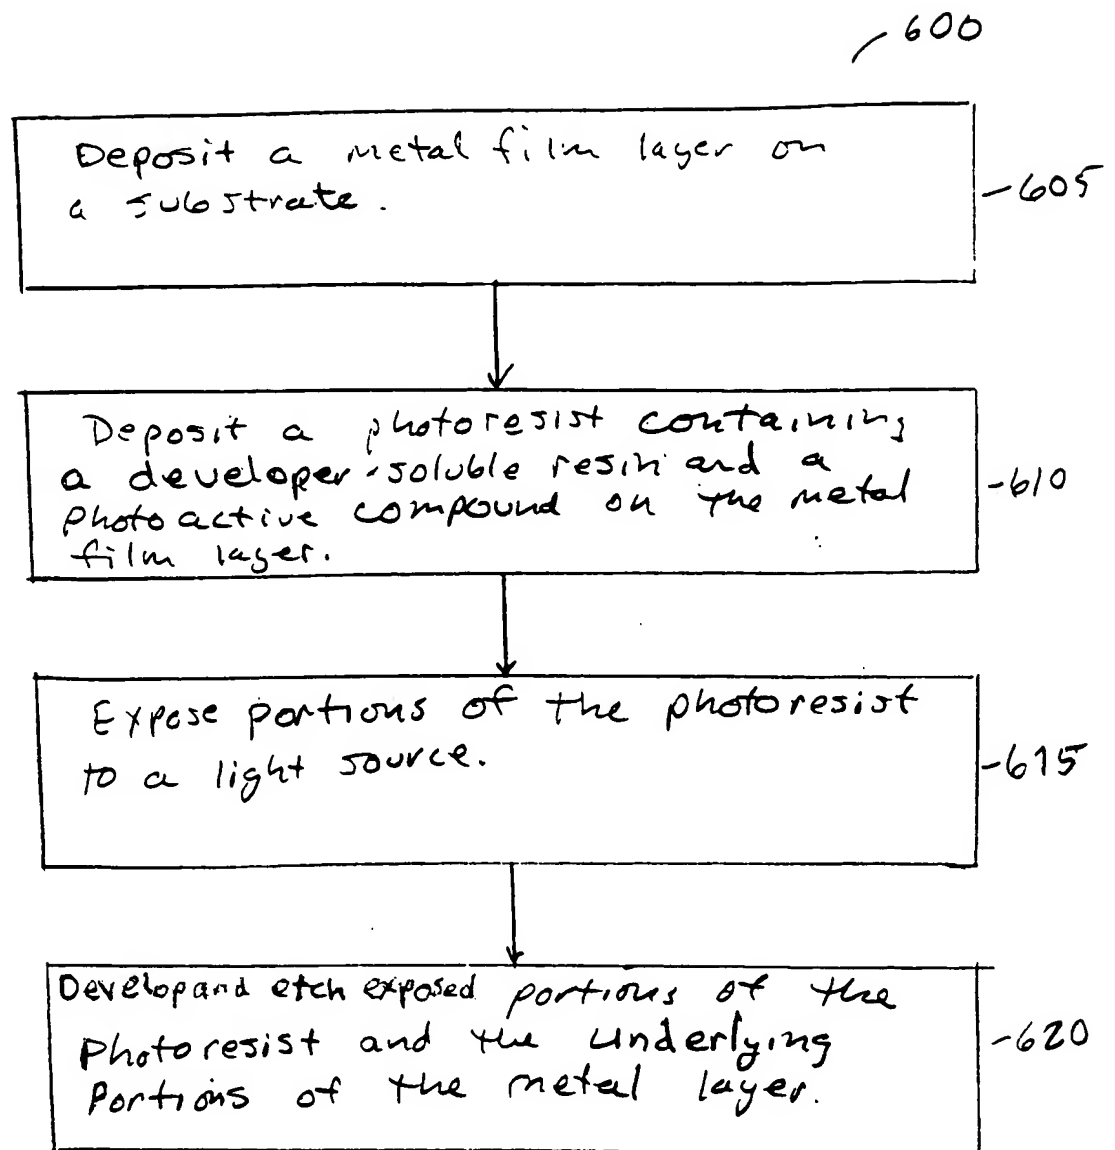 600
Deposit a metal film layer on
a substrate.
605
Deposit a photoresist containing
a developer-soluble resin and a
photoactive compound on the metal
film layer.
610
Expose portions of the photoresist
to a light source.
615
Develop and etch exposed portions of the
photoresist and the underlying
Portions of the metal layer.
620